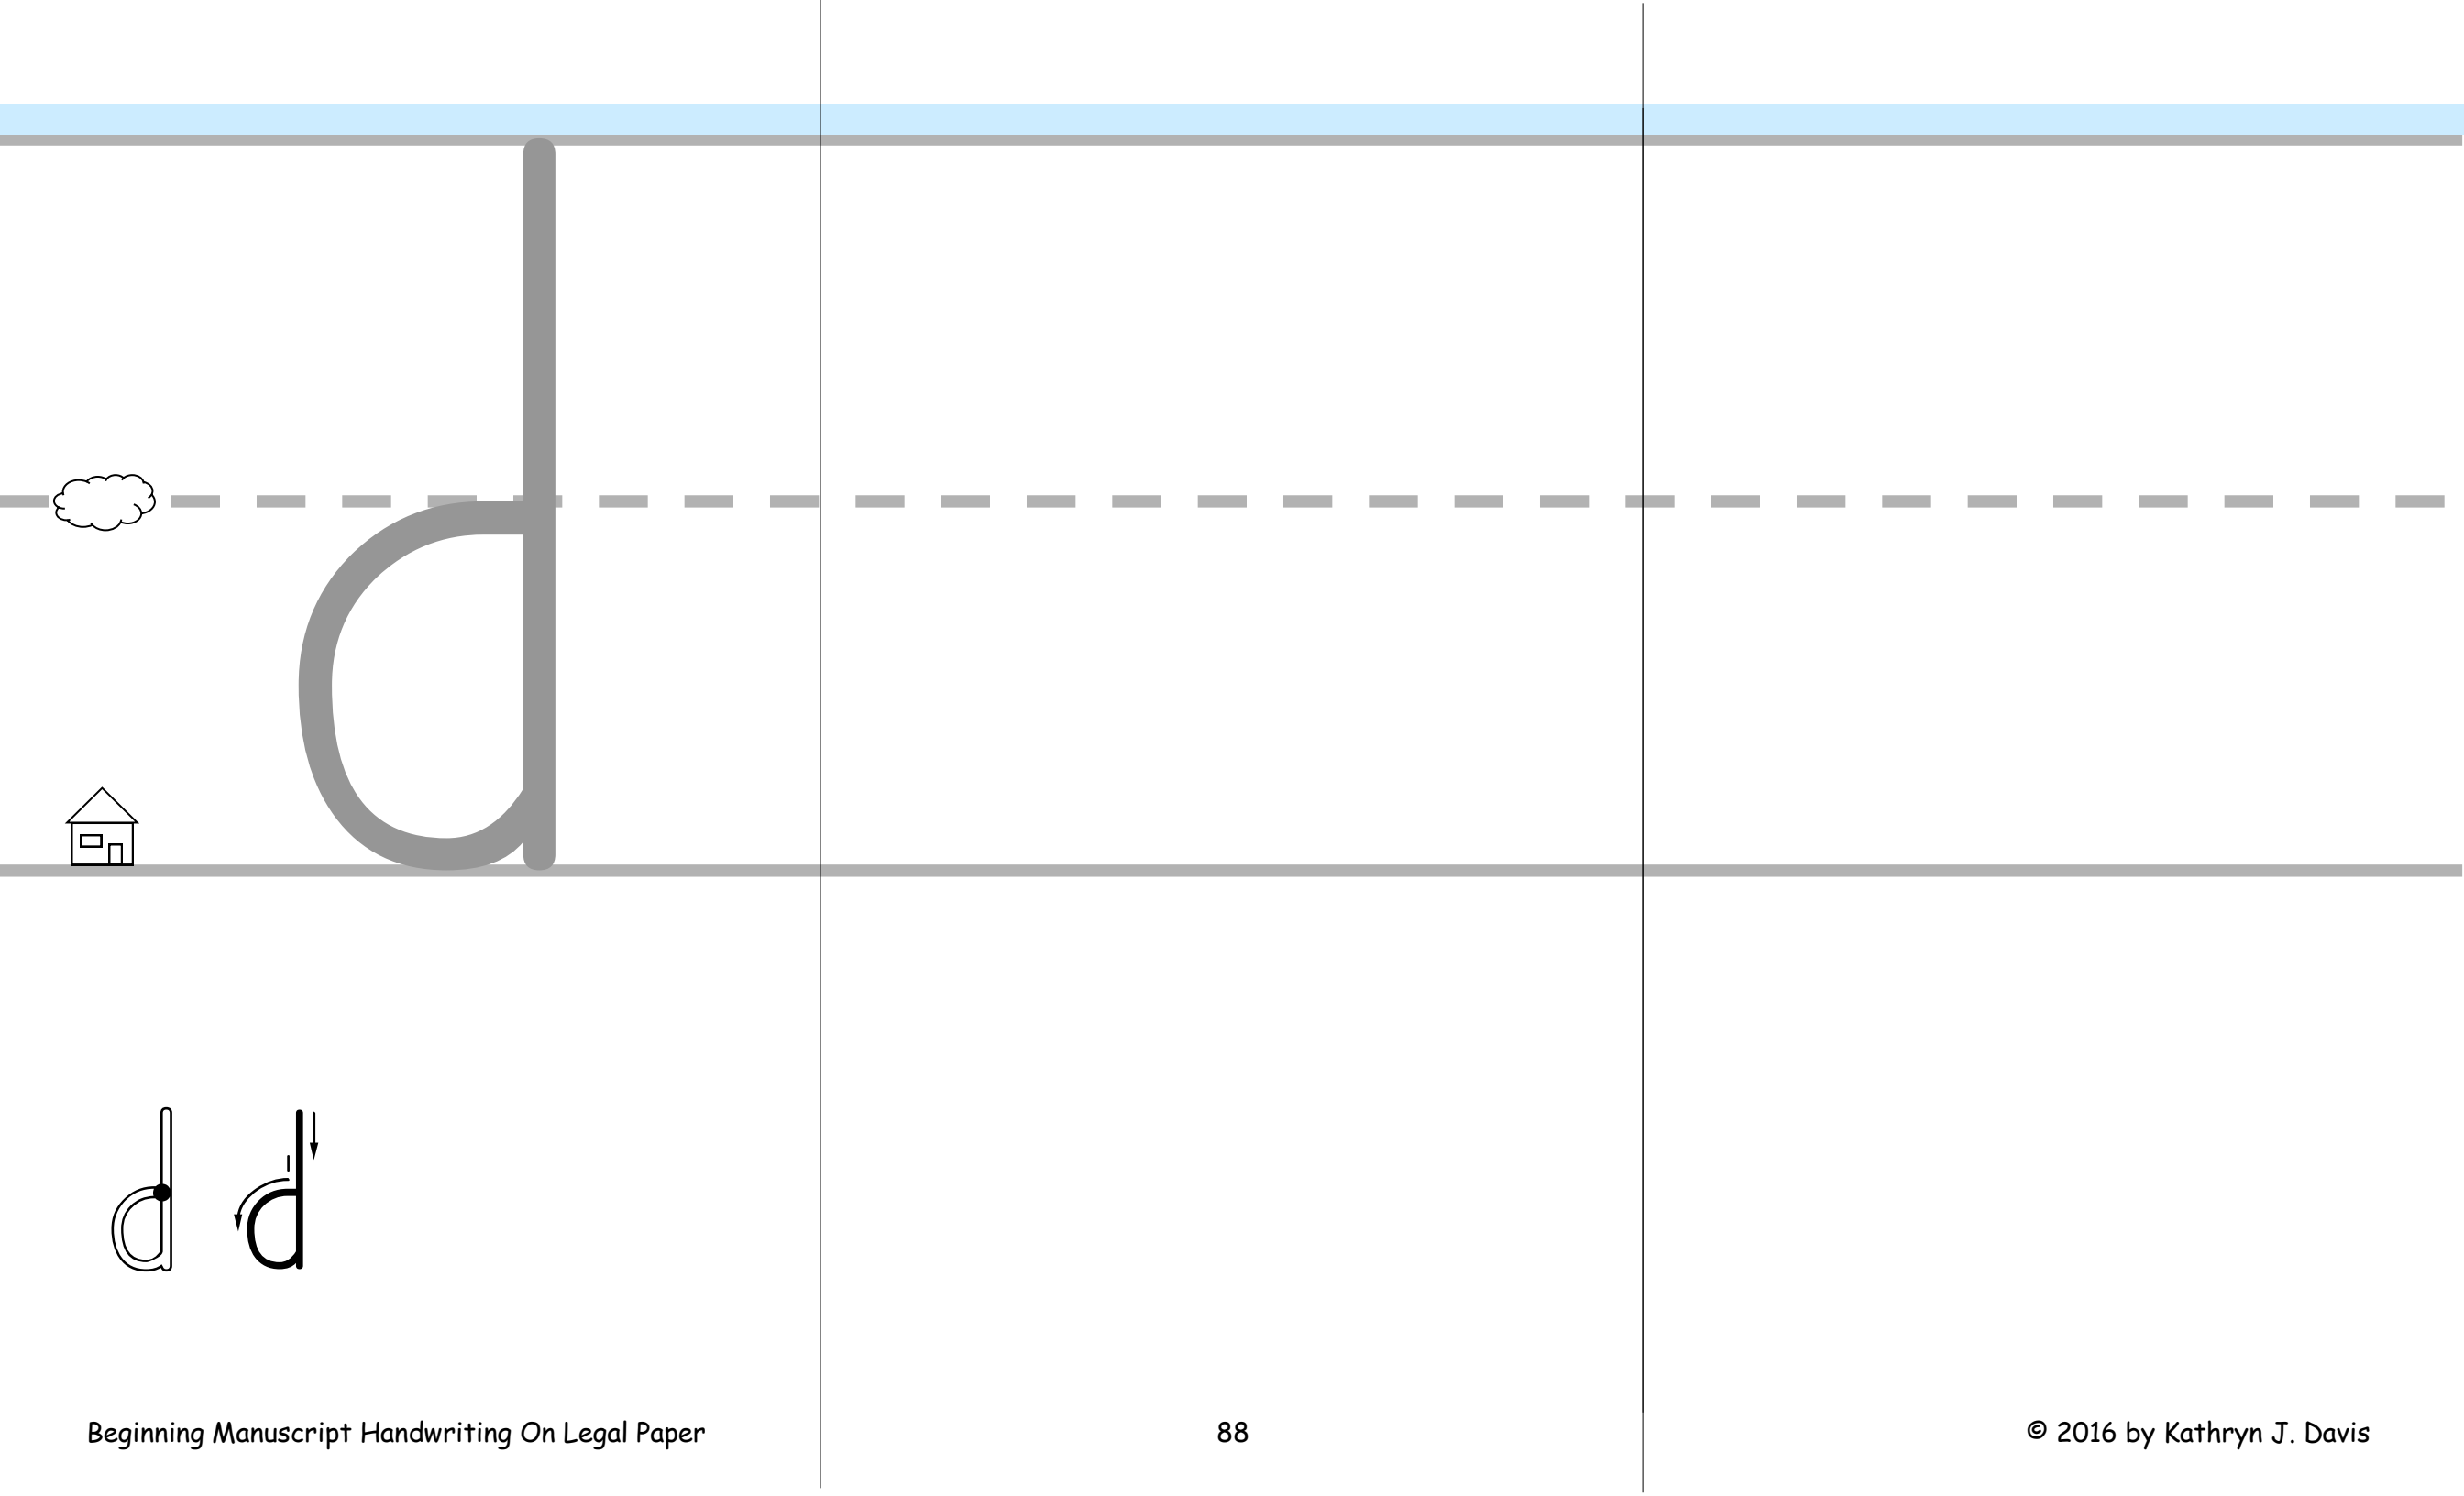 d
d d
Beginning Manuscript Handwriting On Legal Paper 88 © 2016 by Kathryn J. Davis